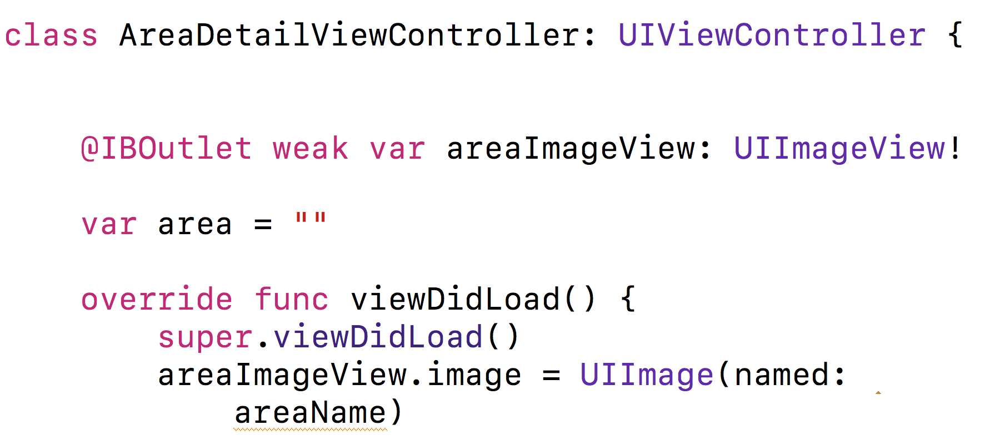 class AreaDetailViewController: UIViewController {
@IBOutlet weak var areaImageView: UIImageView!
var area = ""
override func viewDidLoad() {
super.viewDidLoad()
areaImageView.image = UIImage(named:
areaName)